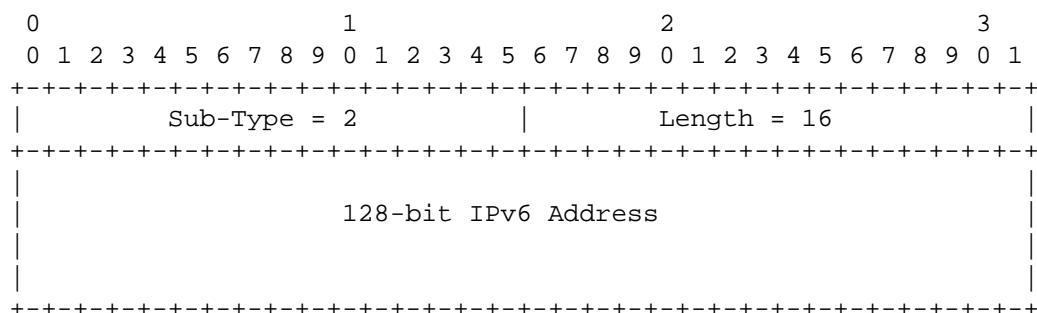 0                   1                   2                   3
 0 1 2 3 4 5 6 7 8 9 0 1 2 3 4 5 6 7 8 9 0 1 2 3 4 5 6 7 8 9 0 1
+-+-+-+-+-+-+-+-+-+-+-+-+-+-+-+-+-+-+-+-+-+-+-+-+-+-+-+-+-+-+-+-+
|         Sub-Type = 2          |        Length = 16            |
+-+-+-+-+-+-+-+-+-+-+-+-+-+-+-+-+-+-+-+-+-+-+-+-+-+-+-+-+-+-+-+-+
|                                                               |
|                    128-bit IPv6 Address                       |
|                                                               |
|                                                               |
+-+-+-+-+-+-+-+-+-+-+-+-+-+-+-+-+-+-+-+-+-+-+-+-+-+-+-+-+-+-+-+-+